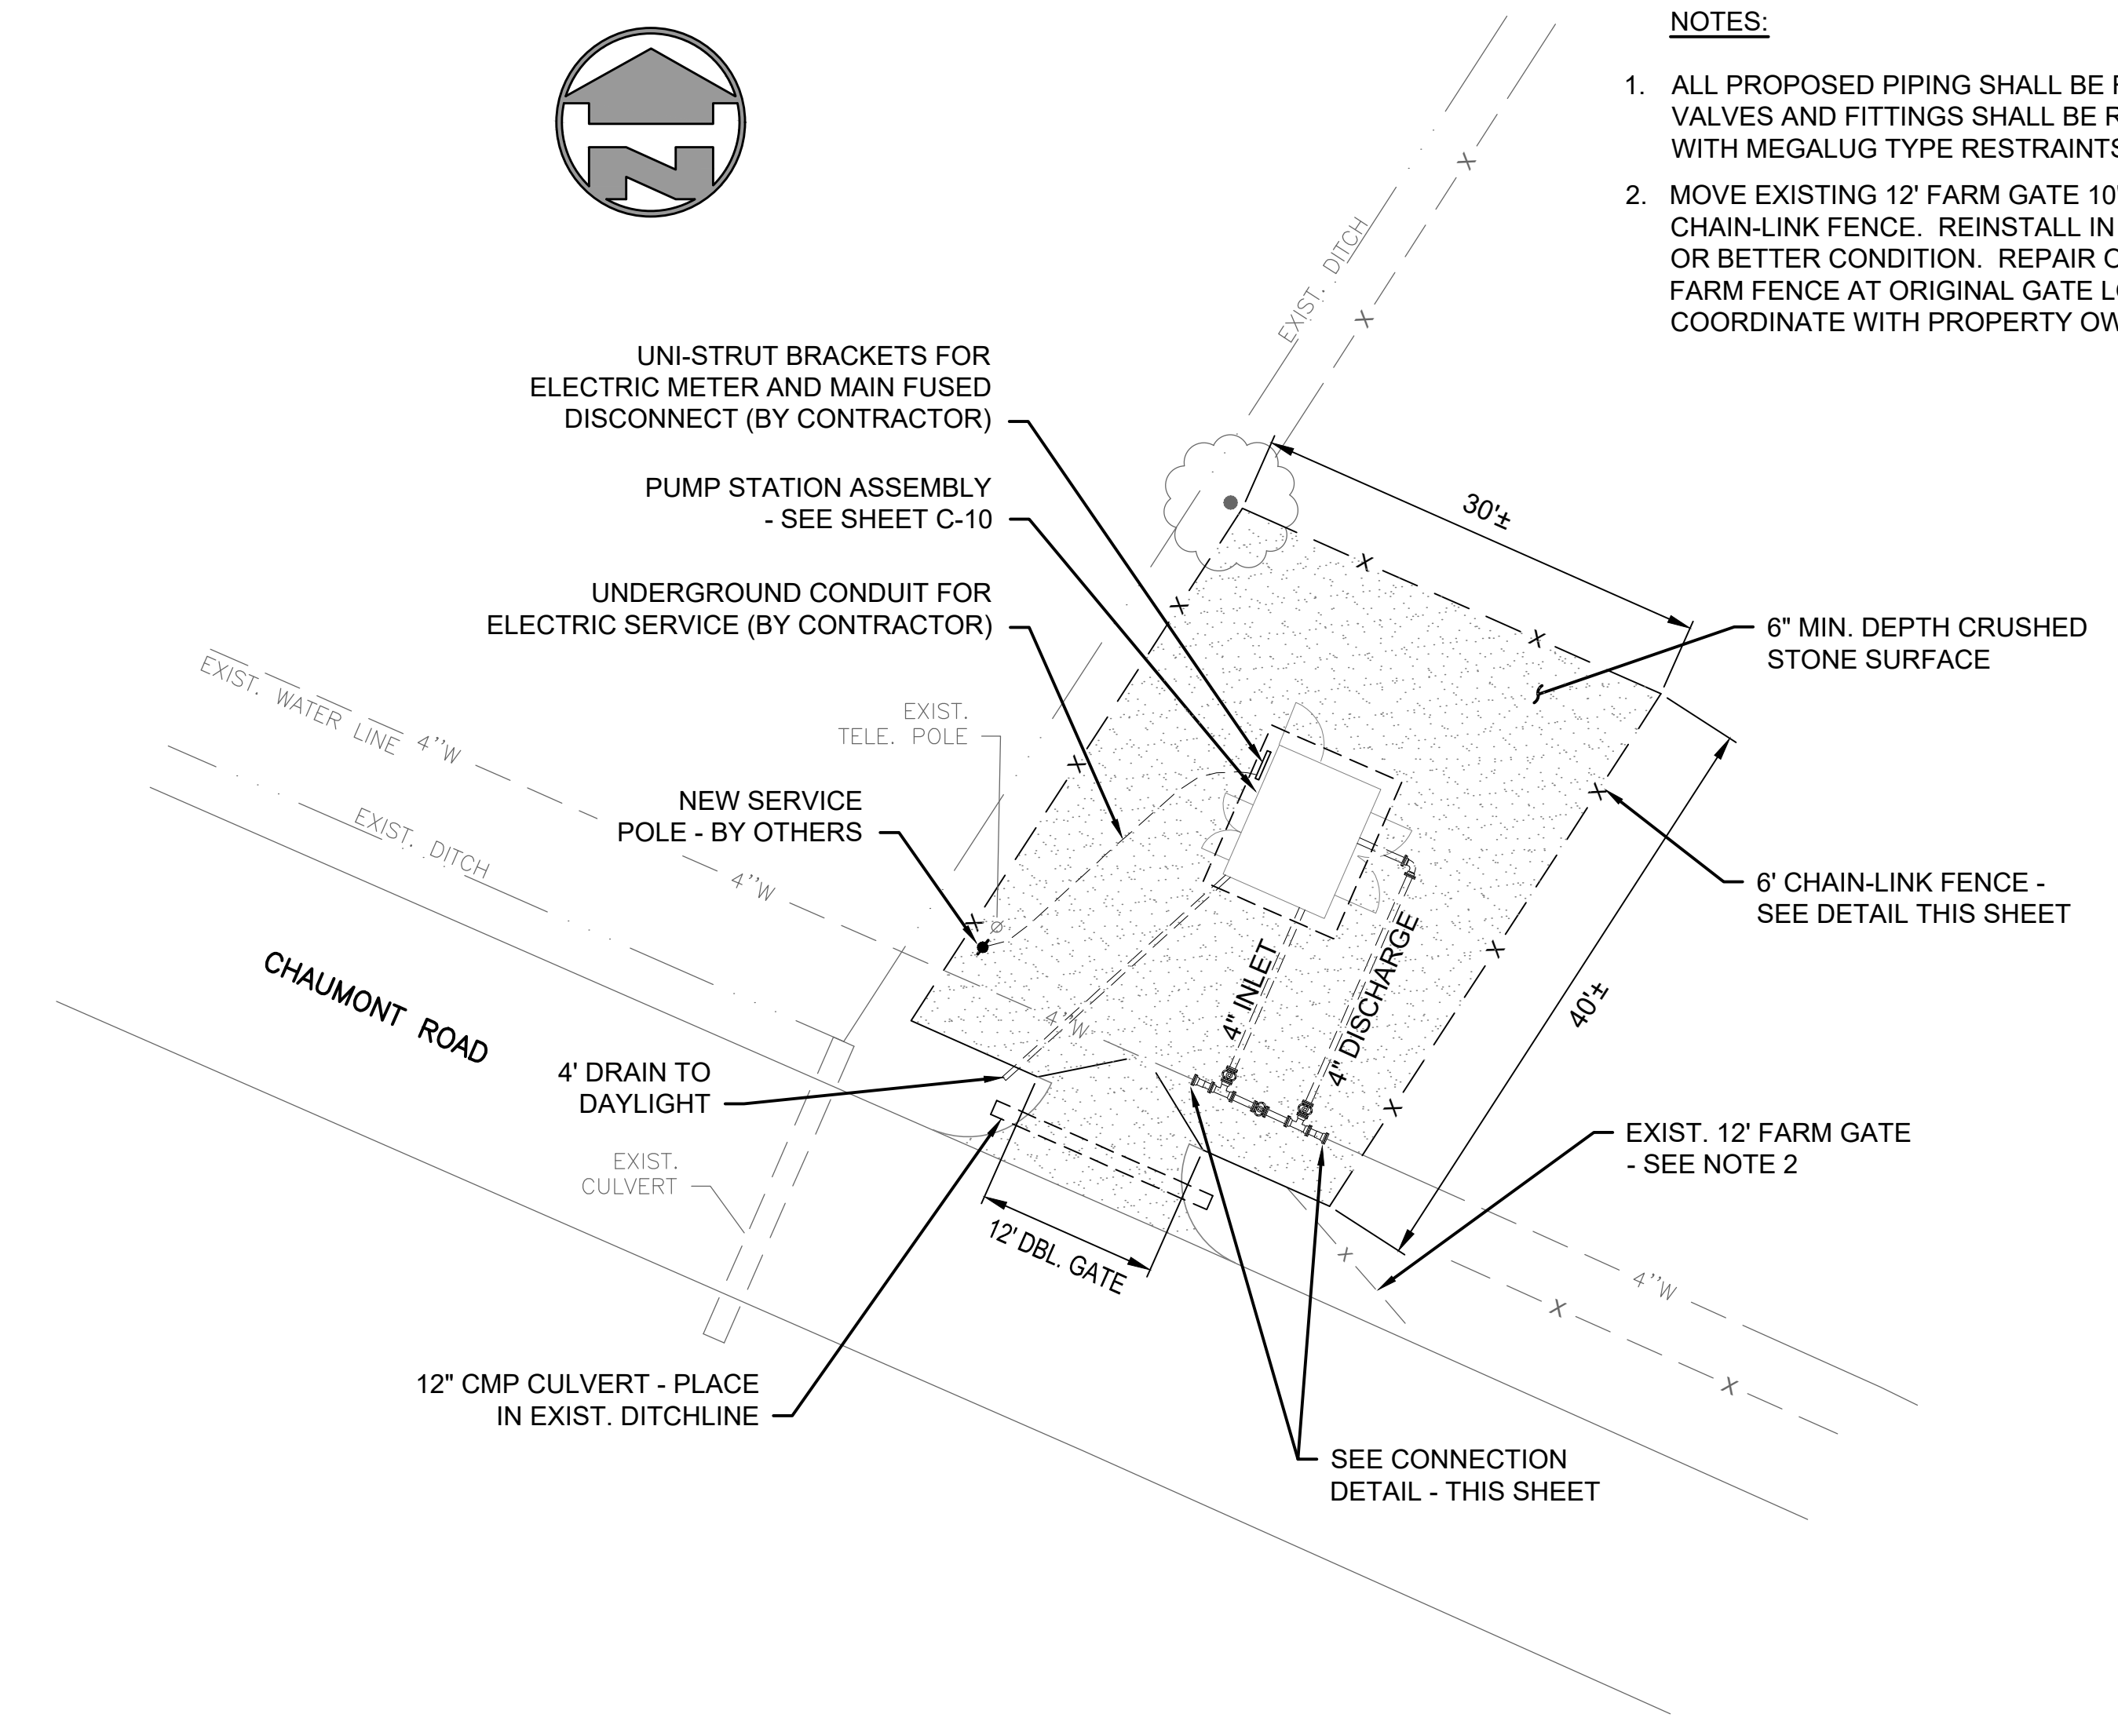 NOTES:
1. ALL PROPOSED PIPING SHALL BE
VALVES AND FITTINGS SHALL BE
WITH MEGALUG TYPE RESTRAINTS
2. MOVE EXISTING 12' FARM GATE 10'
CHAIN-LINK FENCE. REINSTALL IN
OR BETTER CONDITION. REPAIR
FARM FENCE AT ORIGINAL GATE
COORDINATE WITH PROPERTY
N
EXIST. DITCH
X
X
UNI-STRUT BRACKETS FOR
ELECTRIC METER AND MAIN FUSED
DISCONNECT (BY CONTRACTOR)
PUMP STATION ASSEMBLY
- SEE SHEET C-10
UNDERGROUND CONDUIT FOR
ELECTRIC SERVICE (BY CONTRACTOR)
30'±
X
X
X
X
X
X
X
X
6" MIN. DEPTH CRUSHED
STONE SURFACE
EXIST. WATER LINE
4''W
EXIST.
TELE. POLE
NEW SERVICE
POLE - BY OTHERS
EXIST. DITCH
4''W
6' CHAIN-LINK FENCE -
SEE DETAIL THIS SHEET
CHAUMONT ROAD
4" INLET
4" DISCHARGE
40'±
4''W
4' DRAIN TO
DAYLIGHT
EXIST.
CULVERT
EXIST. 12' FARM GATE
- SEE NOTE 2
12' DBL. GATE
X
4''W
X
X
12" CMP CULVERT - PLACE
IN EXIST. DITCHLINE
SEE CONNECTION
DETAIL - THIS SHEET